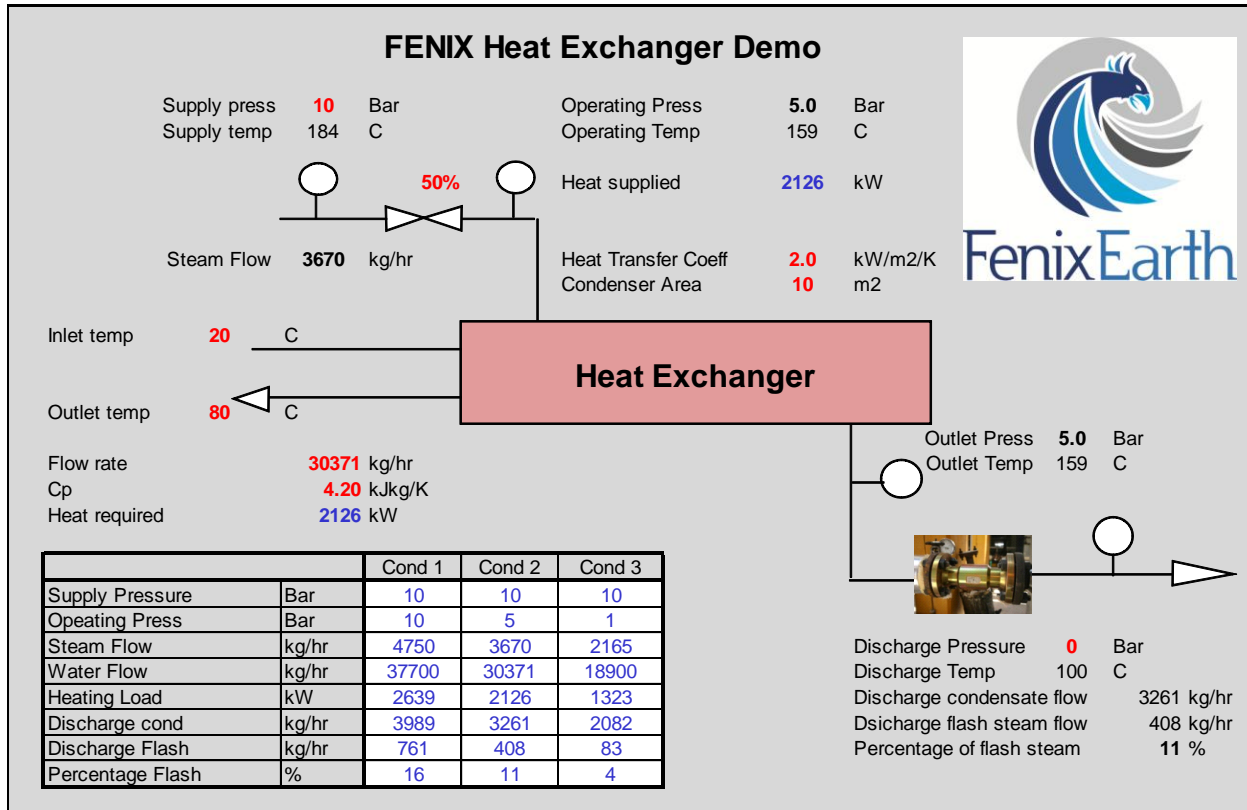 FENIX Heat Exchanger Demo
Supply press 10 Bar
Supply temp 184 C
50%
Steam Flow 3670 kg/hr
Operating Press 5.0 Bar
Operating Temp 159 C
Heat supplied 2126 kW
Heat Transfer Coeff 2.0 kW/m2/K
Condenser Area 10 m2
FenixEarth
Inlet temp 20 C
Outlet temp 80 C
Heat Exchanger
Flow rate 30371 kg/hr
Cp 4.20 kJkg/K
Heat required 2126 kW
Outlet Press 5.0 Bar
Outlet Temp 159 C
Cond 1 Cond 2 Cond 3
Supply Pressure Bar 10 10 10
Opeating Press Bar 10 5 1
Steam Flow kg/hr 4750 3670 2165
Water Flow kg/hr 37700 30371 18900
Heating Load kW 2639 2126 1323
Discharge cond kg/hr 3989 3261 2082
Discharge Flash kg/hr 761 408 83
Percentage Flash % 16 11 4
Discharge Pressure 0 Bar
Discharge Temp 100 C
Discharge condensate flow 3261 kg/hr
Dsicharge flash steam flow 408 kg/hr
Percentage of flash steam 11 %